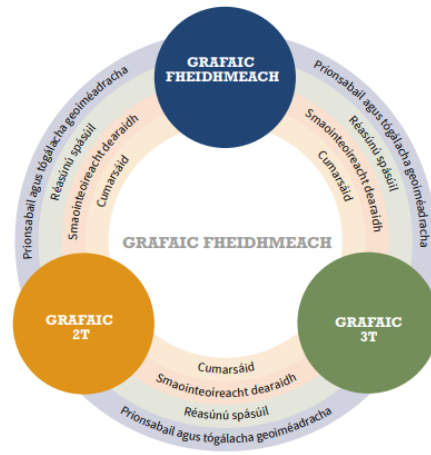 GRAFAIC
FHEIDHMEACH
Prionsabail agus tógálacha geoiméadracha
Réasúnú spásúil
Smaointeoireacht dearaidh
Cumarsáid
Prionsabail agus tógálacha geoiméadracha
Réasúnú spásúil
Smaointeoireacht dearaidh
Cumarsáid
GRAFAIC FHEIDHMEACH
GRAFAIC
2T
GRAFAIC
3T
Cumarsáid
Smaointeoireacht dearaidh
Réasúnú spásúil
Prionsabail agus tógálacha geoiméadracha